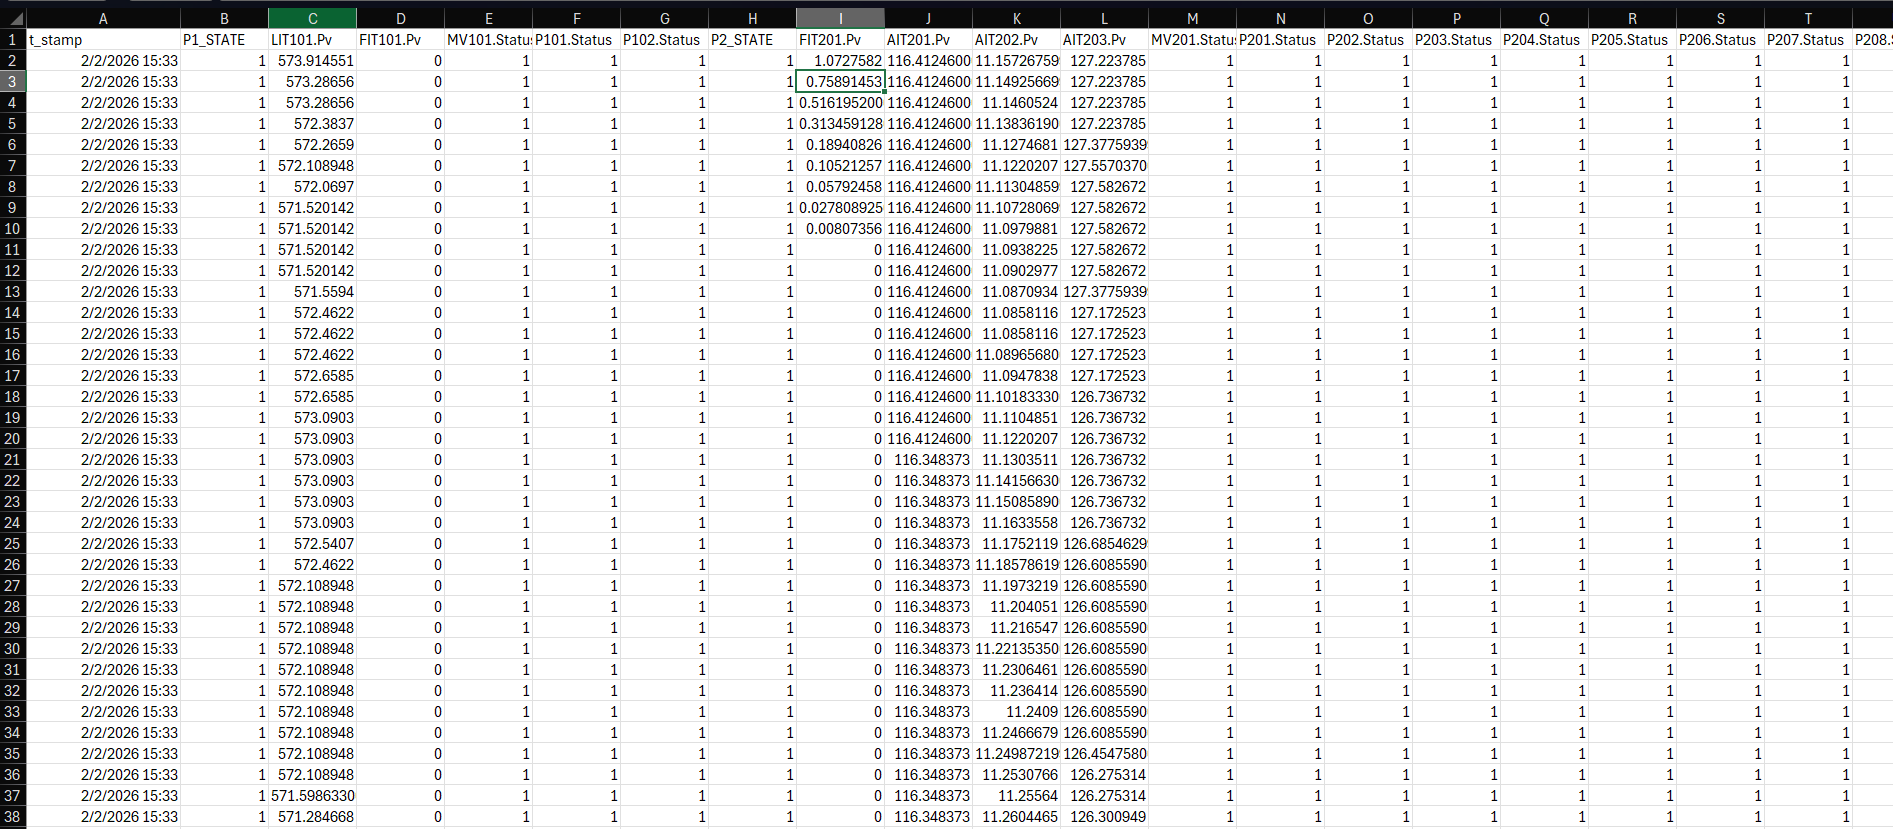 A B C D E F G H I J K L M N O P Q R S T
1 t_stamp P1_STATE LIT101.Pv FIT101.Pv MV101.Status P101.Status P102.Status P2_STATE FIT201.Pv AIT201.Pv AIT202.Pv AIT203.Pv MV201.Status P201.Status P202.Status P203.Status P204.Status P205.Status P206.Status P207.Status P208.
2 2/2/2026 15:33 1 573.914551 0 1 1 1 1 1.0727582 116.4124600 11.15726759 127.223785 1 1 1 1 1 1 1 1
3 2/2/2026 15:33 1 573.28656 0 1 1 1 1 0.75891453 116.4124600 11.14925669 127.223785 1 1 1 1 1 1 1 1
4 2/2/2026 15:33 1 573.28656 0 1 1 1 1 0.516195200 116.4124600 11.1460524 127.223785 1 1 1 1 1 1 1 1
5 2/2/2026 15:33 1 572.3837 0 1 1 1 1 0.313459128 116.4124600 11.13836190 127.223785 1 1 1 1 1 1 1 1
6 2/2/2026 15:33 1 572.2659 0 1 1 1 1 0.18940826 116.4124600 11.1274681 127.3775939 1 1 1 1 1 1 1 1
7 2/2/2026 15:33 1 572.108948 0 1 1 1 1 0.10521257 116.4124600 11.1220207 127.5570370 1 1 1 1 1 1 1 1
8 2/2/2026 15:33 1 572.0697 0 1 1 1 1 0.05792458 116.4124600 11.11304859 127.582672 1 1 1 1 1 1 1 1
9 2/2/2026 15:33 1 571.520142 0 1 1 1 1 0.027808925 116.4124600 11.10728069 127.582672 1 1 1 1 1 1 1 1
10 2/2/2026 15:33 1 571.520142 0 1 1 1 1 0.00807356 116.4124600 11.0979881 127.582672 1 1 1 1 1 1 1 1
11 2/2/2026 15:33 1 571.520142 0 1 1 1 1 0 116.4124600 11.0938225 127.582672 1 1 1 1 1 1 1 1
12 2/2/2026 15:33 1 571.520142 0 1 1 1 1 0 116.4124600 11.0902977 127.582672 1 1 1 1 1 1 1 1
13 2/2/2026 15:33 1 571.5594 0 1 1 1 1 0 116.4124600 11.0870934 127.3775939 1 1 1 1 1 1 1 1
14 2/2/2026 15:33 1 572.4622 0 1 1 1 1 0 116.4124600 11.0858116 127.172523 1 1 1 1 1 1 1 1
15 2/2/2026 15:33 1 572.4622 0 1 1 1 1 0 116.4124600 11.0858116 127.172523 1 1 1 1 1 1 1 1
16 2/2/2026 15:33 1 572.4622 0 1 1 1 1 0 116.4124600 11.08965680 127.172523 1 1 1 1 1 1 1 1
17 2/2/2026 15:33 1 572.6585 0 1 1 1 1 0 116.4124600 11.0947838 127.172523 1 1 1 1 1 1 1 1
18 2/2/2026 15:33 1 572.6585 0 1 1 1 1 0 116.4124600 11.10183330 126.736732 1 1 1 1 1 1 1 1
19 2/2/2026 15:33 1 573.0903 0 1 1 1 1 0 116.4124600 11.1104851 126.736732 1 1 1 1 1 1 1 1
20 2/2/2026 15:33 1 573.0903 0 1 1 1 1 0 116.4124600 11.1220207 126.736732 1 1 1 1 1 1 1 1
21 2/2/2026 15:33 1 573.0903 0 1 1 1 1 0 116.348373 11.1303511 126.736732 1 1 1 1 1 1 1 1
22 2/2/2026 15:33 1 573.0903 0 1 1 1 1 0 116.348373 11.14156630 126.736732 1 1 1 1 1 1 1 1
23 2/2/2026 15:33 1 573.0903 0 1 1 1 1 0 116.348373 11.15085890 126.736732 1 1 1 1 1 1 1 1
24 2/2/2026 15:33 1 573.0903 0 1 1 1 1 0 116.348373 11.1633558 126.736732 1 1 1 1 1 1 1 1
25 2/2/2026 15:33 1 572.5407 0 1 1 1 1 0 116.348373 11.1752119 126.6854629 1 1 1 1 1 1 1 1
26 2/2/2026 15:33 1 572.4622 0 1 1 1 1 0 116.348373 11.18578619 126.6085590 1 1 1 1 1 1 1 1
27 2/2/2026 15:33 1 572.108948 0 1 1 1 1 0 116.348373 11.1973219 126.6085590 1 1 1 1 1 1 1 1
28 2/2/2026 15:33 1 572.108948 0 1 1 1 1 0 116.348373 11.204051 126.6085590 1 1 1 1 1 1 1 1
29 2/2/2026 15:33 1 572.108948 0 1 1 1 1 0 116.348373 11.216547 126.6085590 1 1 1 1 1 1 1 1
30 2/2/2026 15:33 1 572.108948 0 1 1 1 1 0 116.348373 11.22135350 126.6085590 1 1 1 1 1 1 1 1
31 2/2/2026 15:33 1 572.108948 0 1 1 1 1 0 116.348373 11.2306461 126.6085590 1 1 1 1 1 1 1 1
32 2/2/2026 15:33 1 572.108948 0 1 1 1 1 0 116.348373 11.236414 126.6085590 1 1 1 1 1 1 1 1
33 2/2/2026 15:33 1 572.108948 0 1 1 1 1 0 116.348373 11.2409 126.6085590 1 1 1 1 1 1 1 1
34 2/2/2026 15:33 1 572.108948 0 1 1 1 1 0 116.348373 11.2466679 126.6085590 1 1 1 1 1 1 1 1
35 2/2/2026 15:33 1 572.108948 0 1 1 1 1 0 116.348373 11.24987219 126.4547580 1 1 1 1 1 1 1 1
36 2/2/2026 15:33 1 572.108948 0 1 1 1 1 0 116.348373 11.2530766 126.275314 1 1 1 1 1 1 1 1
37 2/2/2026 15:33 1 571.5986330 0 1 1 1 1 0 116.348373 11.25564 126.275314 1 1 1 1 1 1 1 1
38 2/2/2026 15:33 1 571.284668 0 1 1 1 1 0 116.348373 11.2604465 126.300949 1 1 1 1 1 1 1 1